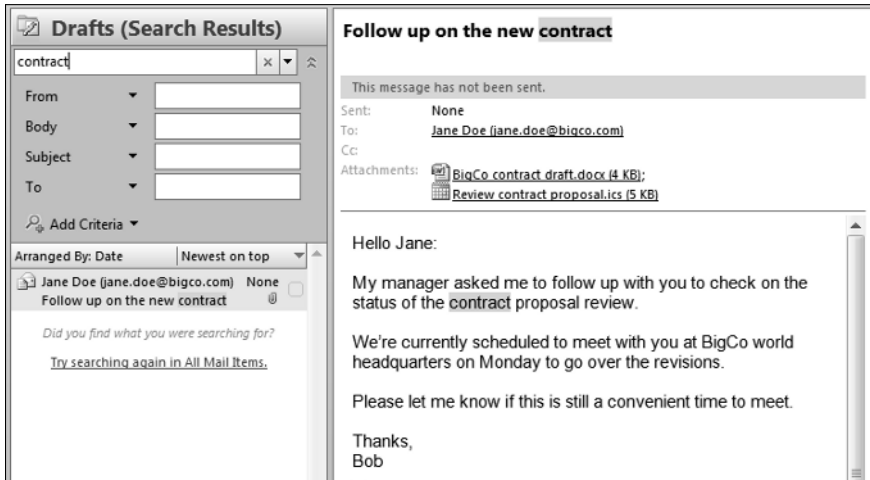 Drafts (Search Results)
contract
From
Body
Subject
To
Add Criteria
Arranged By: Date Newest on top
Jane Doe (jane.doe@bigco.com) None
Follow up on the new contract
Did you find what you were searching for?
Try searching again in All Mail Items.
Follow up on the new contract
This message has not been sent.
Sent: None
To: Jane Doe (jane.doe@bigco.com)
Cc:
Attachments: BigCo contract draft.docx (4 KB);
Review contract proposal.ics (5 KB)
Hello Jane:
My manager asked me to follow up with you to check on the
status of the contract proposal review.
We're currently scheduled to meet with you at BigCo world
headquarters on Monday to go over the revisions.
Please let me know if this is still a convenient time to meet.
Thanks,
Bob